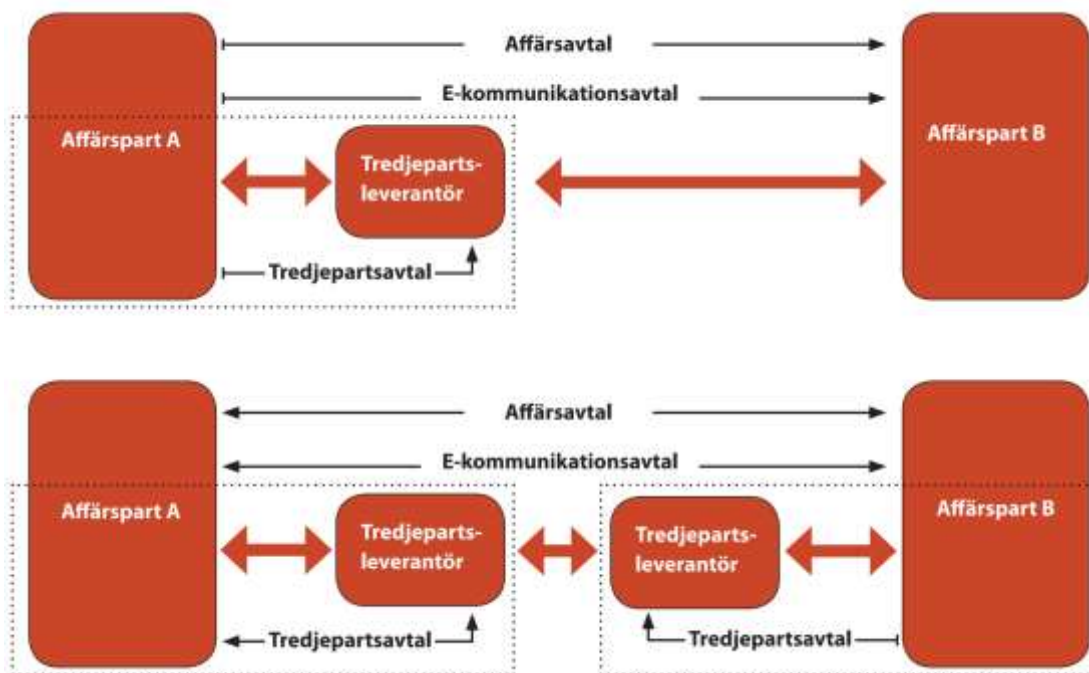 Affärsavtal
E-kommunikationsavtal
Affärspart A
Tredjeparts-
leverantör
Affärspart B
Tredjepartsavtal
Affärsavtal
E-kommunikationsavtal
Affärspart A
Tredjeparts-
leverantör
Tredjeparts-
leverantör
Affärspart B
Tredjepartsavtal
Tredjepartsavtal